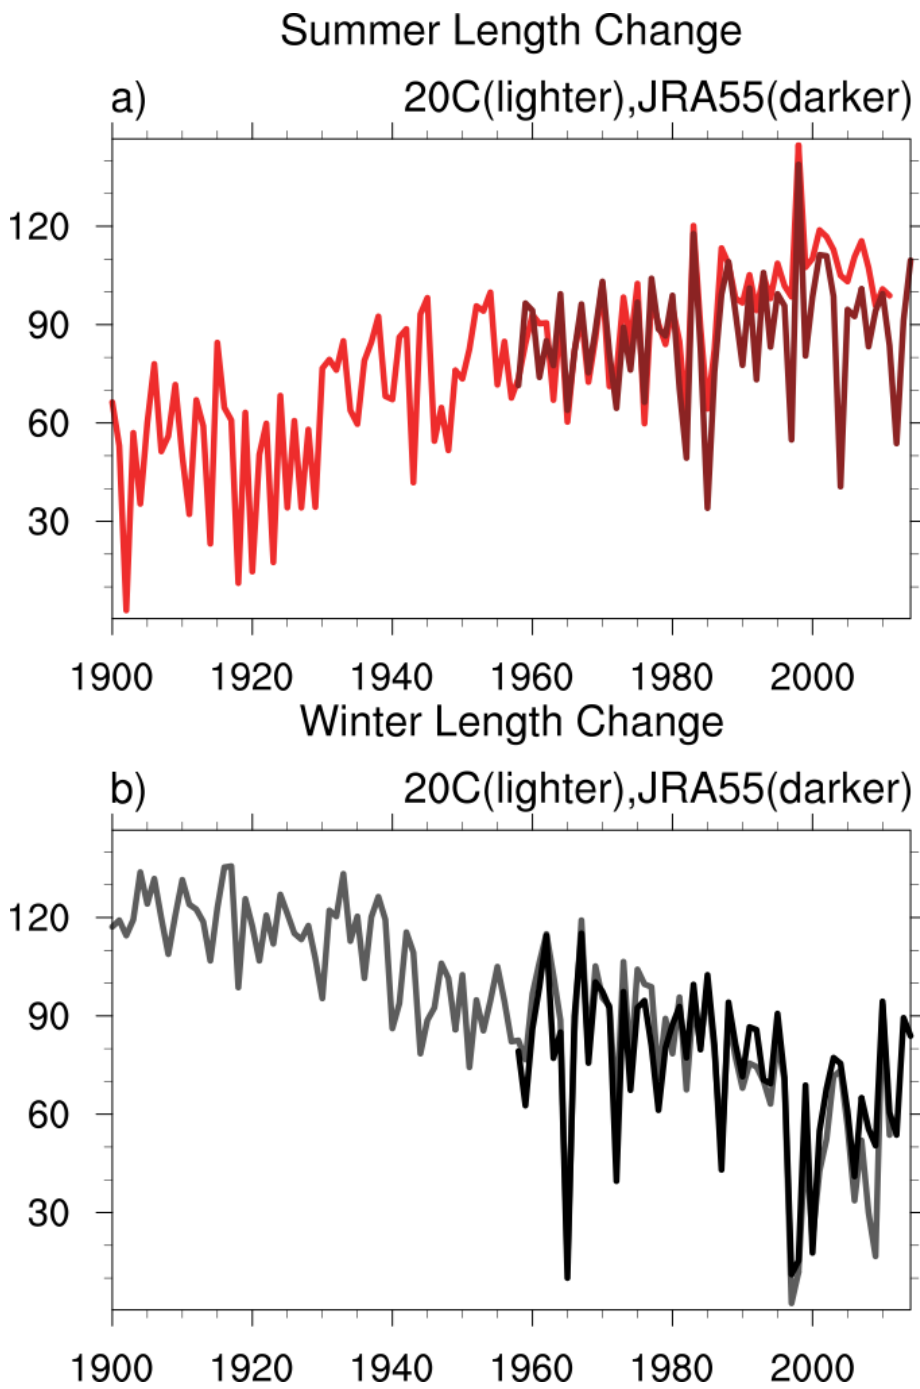 Summer Length Change
a) 20C(lighter),JRA55(darker)
120
90
60
30
1900 1920 1940 1960 1980 2000
Winter Length Change
b) 20C(lighter),JRA55(darker)
120
90
60
30
1900 1920 1940 1960 1980 2000